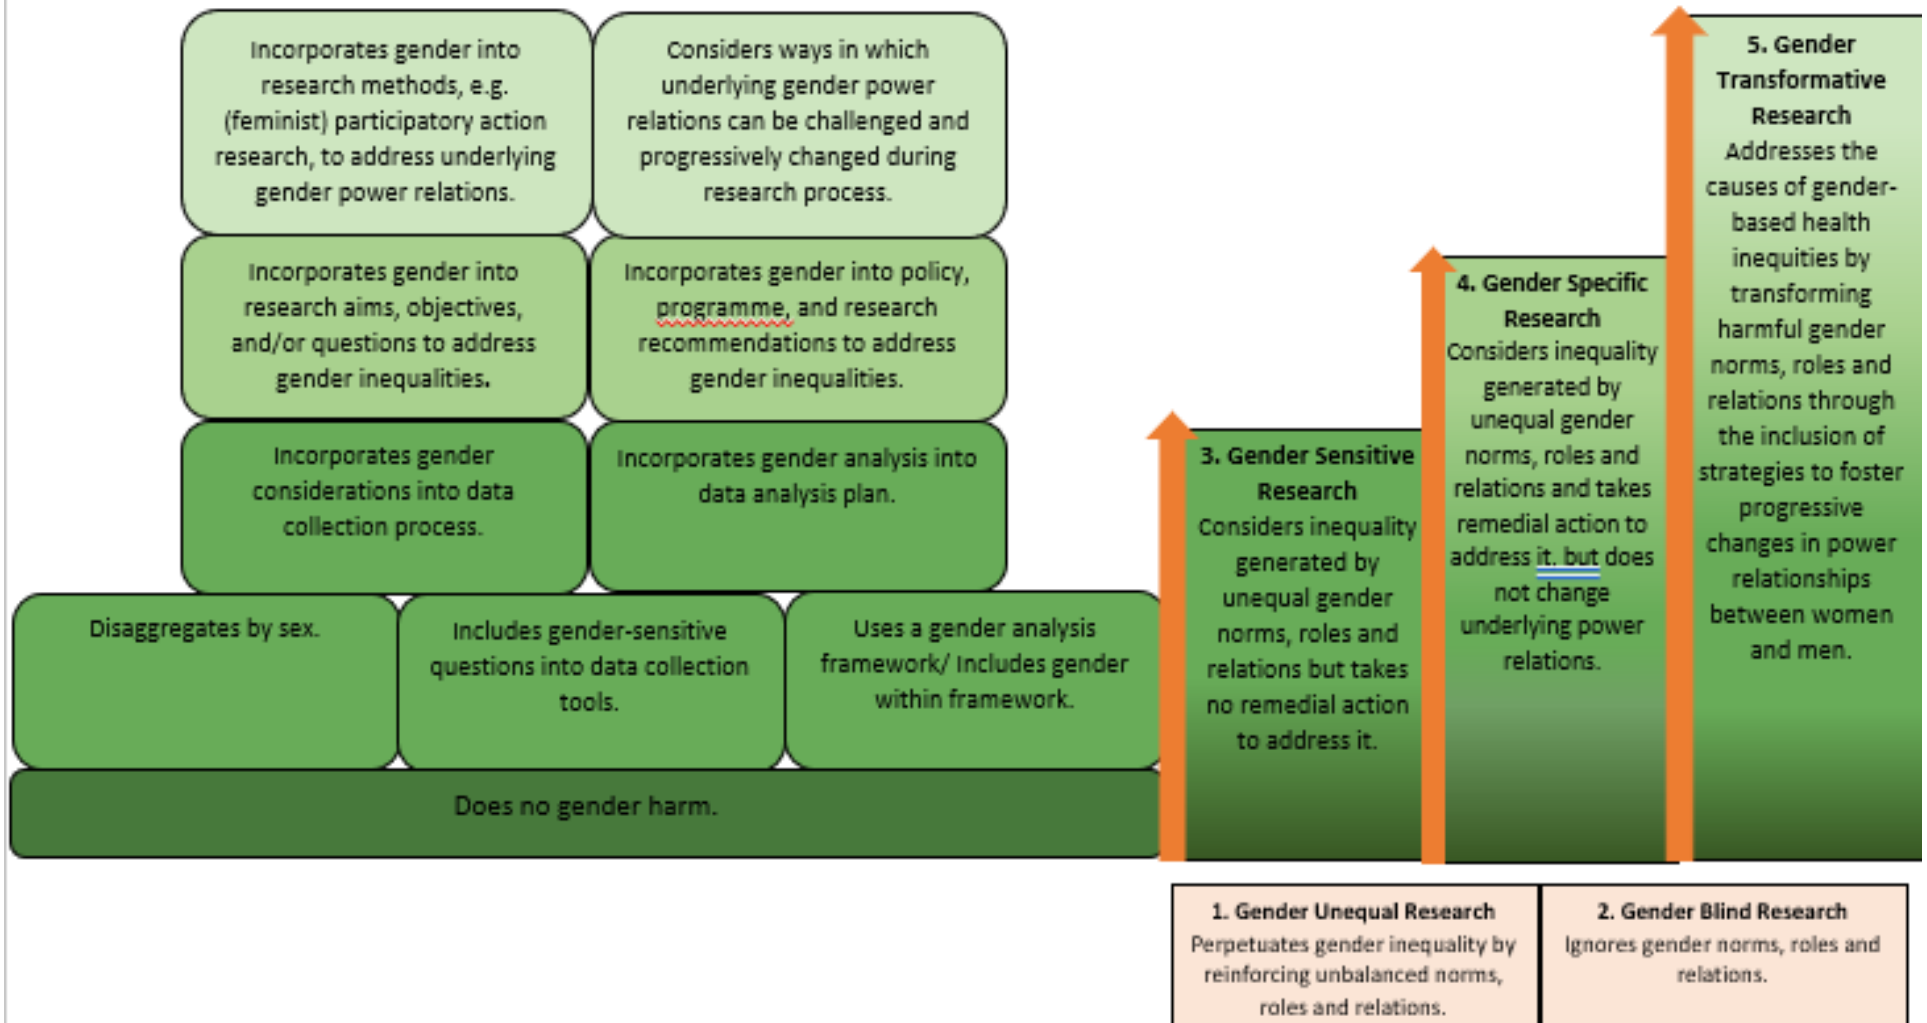 Incorporates gender into
research methods, e.g.
(feminist) participatory action
research, to address underlying
gender power relations.
Considers ways in which
underlying gender power
relations can be challenged and
progressively changed during
research process.
Incorporates gender into
research aims, objectives,
and/or questions to address
gender inequalities.
Incorporates gender into policy,
programme, and research
recommendations to address
gender inequalities.
Incorporates gender
considerations into data
collection process.
Incorporates gender analysis into
data analysis plan.
Disaggregates by sex.
Includes gender-sensitive
questions into data collection
tools.
Uses a gender analysis
framework/ Includes gender
within framework.
Does no gender harm.
3. Gender Sensitive
Research
Considers inequality
generated by
unequal gender
norms, roles and
relations but takes
no remedial action
to address it.
4. Gender Specific
Research
Considers inequality
generated by
unequal gender
norms, roles and
relations and takes
remedial action to
address it. but does
not change
underlying power
relations.
5. Gender
Transformative
Research
Addresses the
causes of gender-
based health
inequities by
transforming
harmful gender
norms, roles and
relations through
the inclusion of
strategies to foster
progressive
changes in power
relationships
between women
and men.
1. Gender Unequal Research
Perpetuates gender inequality by
reinforcing unbalanced norms,
roles and relations.
2. Gender Blind Research
Ignores gender norms, roles and
relations.